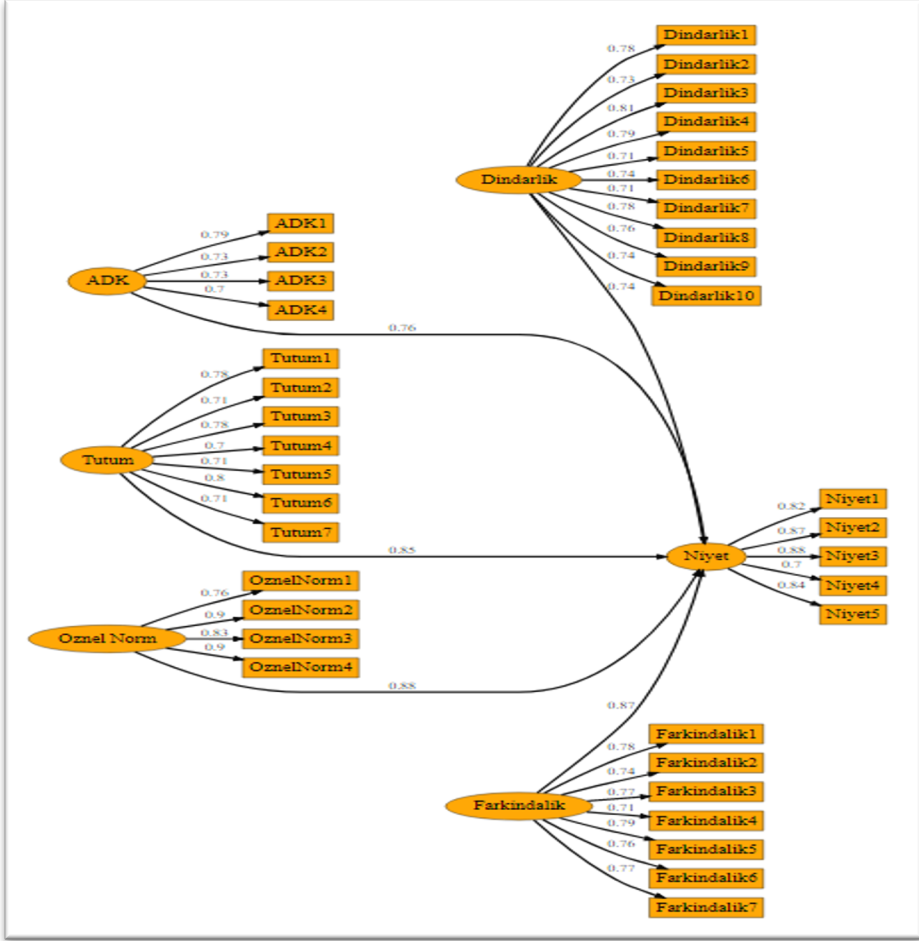 Dindarlik1
0.78
Dindarlik2
0.73
Dindarlik3
0.81
Dindarlik4
0.79
Dindarlik5
0.71
Dindarlik
0.74
Dindarlik6
0.71
Dindarlik7
0.78
Dindarlik8
0.76
Dindarlik9
0.74
Dindarlik10
0.74
ADK1
0.79
ADK2
0.73
ADK
0.73
ADK3
0.7
ADK4
0.76
Tutum1
0.78
Tutum2
0.71
Tutum3
0.78
Tutum4
0.7
Tutum
0.71
Tutum5
0.8
Tutum6
0.71
Tutum7
0.85
Niyet
Niyet1
0.82
Niyet2
0.87
Niyet3
0.88
Niyet4
0.7
Niyet5
0.84
OznelNorm1
0.76
OznelNorm2
0.9
Oznel Norm
0.83
OznelNorm3
0.9
OznelNorm4
0.88
0.87
Farkindalik1
0.78
Farkindalik2
0.74
Farkindalik3
0.77
Farkindalik
0.71
Farkindalik4
0.79
Farkindalik5
0.76
Farkindalik6
0.77
Farkindalik7